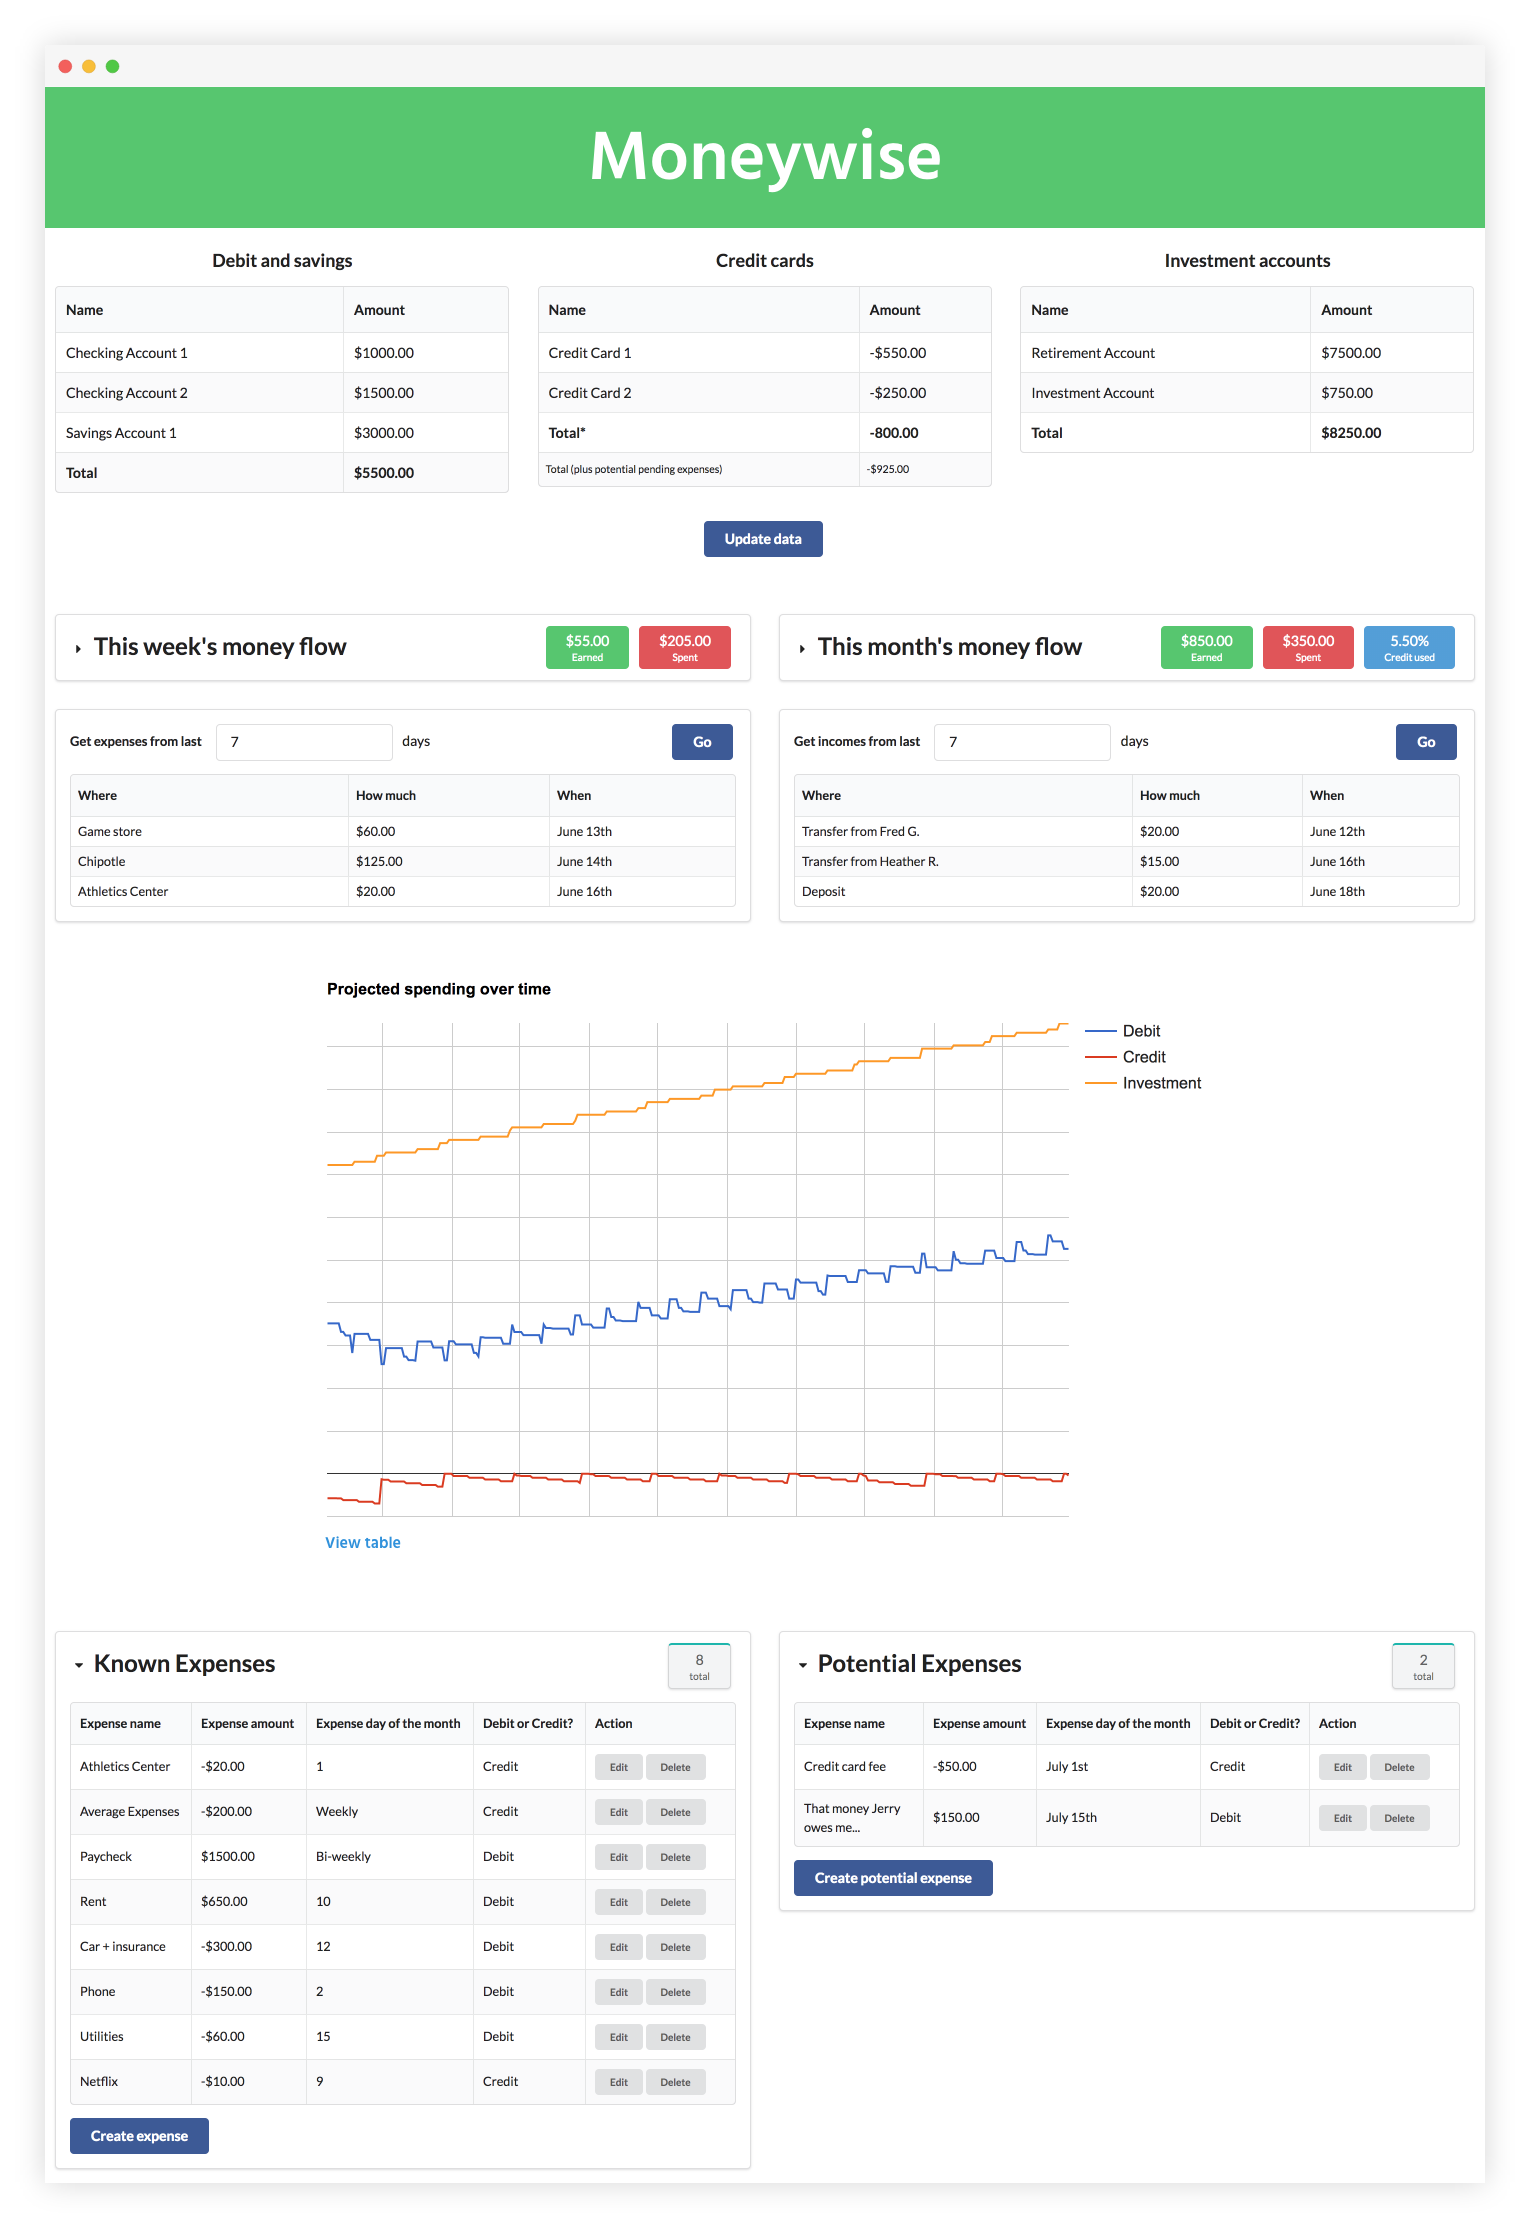 Moneywise
Debit and savings
Name Amount
Checking Account 1 $1000.00
Checking Account 2 $1500.00
Savings Account 1 $3000.00
Total $5500.00
Credit cards
Name Amount
Credit Card 1 -$550.00
Credit Card 2 -$250.00
Total* -800.00
Total (plus potential pending expenses) -$925.00
Investment accounts
Name Amount
Retirement Account $7500.00
Investment Account $750.00
Total $8250.00
Update data
This week's money flow
$55.00
Earned
$205.00
Spent
This month's money flow
$850.00
Earned
$350.00
Spent
5.50%
Credit used
Get expenses from last 7 days Go
Where How much When
Game store $60.00 June 13th
Chipotle $125.00 June 14th
Athletics Center $20.00 June 16th
Get incomes from last 7 days Go
Where How much When
Transfer from Fred G. $20.00 June 12th
Transfer from Heather R. $15.00 June 16th
Deposit $20.00 June 18th
Projected spending over time
Debit
Credit
Investment
View table
Known Expenses
8
total
Expense name Expense amount Expense day of the month Debit or Credit? Action
Athletics Center -$20.00 1 Credit Edit Delete
Average Expenses -$200.00 Weekly Credit Edit Delete
Paycheck $1500.00 Bi-weekly Debit Edit Delete
Rent $650.00 10 Debit Edit Delete
Car + insurance -$300.00 12 Debit Edit Delete
Phone -$150.00 2 Debit Edit Delete
Utilities -$60.00 15 Debit Edit Delete
Netflix -$10.00 9 Credit Edit Delete
Create expense
Potential Expenses
2
total
Expense name Expense amount Expense day of the month Debit or Credit? Action
Credit card fee -$50.00 July 1st Credit Edit Delete
That money Jerry
owes me... $150.00 July 15th Debit Edit Delete
Create potential expense